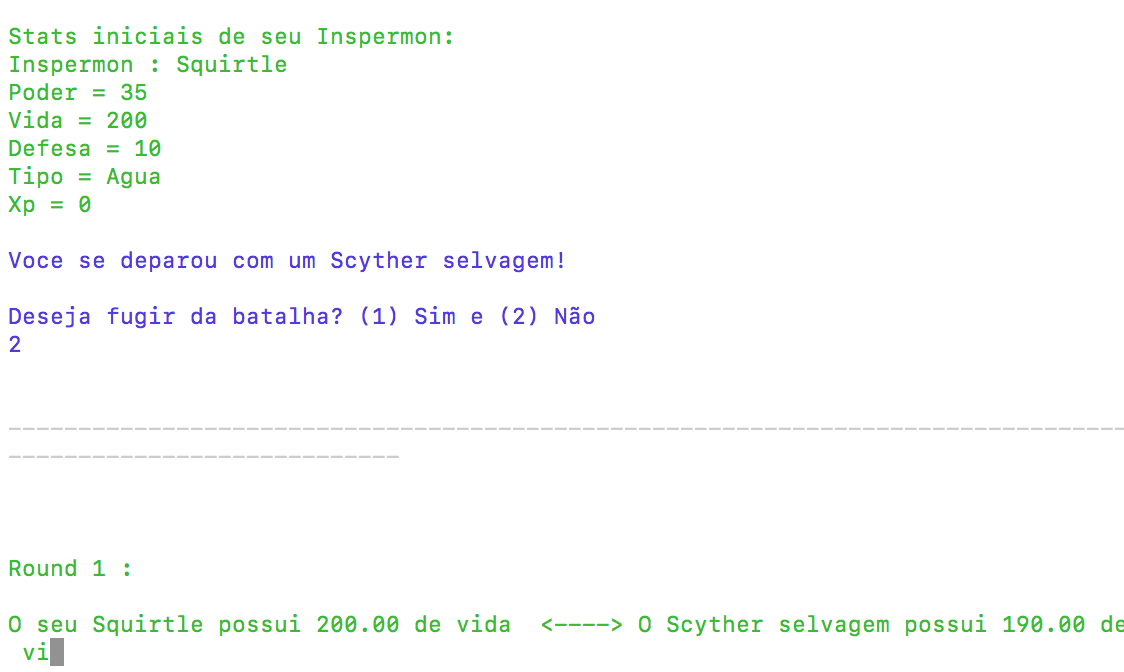 Stats iniciais de seu Inspermon:
Inspermon : Squirtle
Poder = 35
Vida = 200
Defesa = 10
Tipo = Agua
Xp = 0
Voce se deparou com um Scyther selvagem!
Deseja fugir da batalha? (1) Sim e (2) Não
2
--------------------------------------------------------------------------------
----------------------------
Round 1 :
O seu Squirtle possui 200.00 de vida  <----> O Scyther selvagem possui 190.00 de
vi